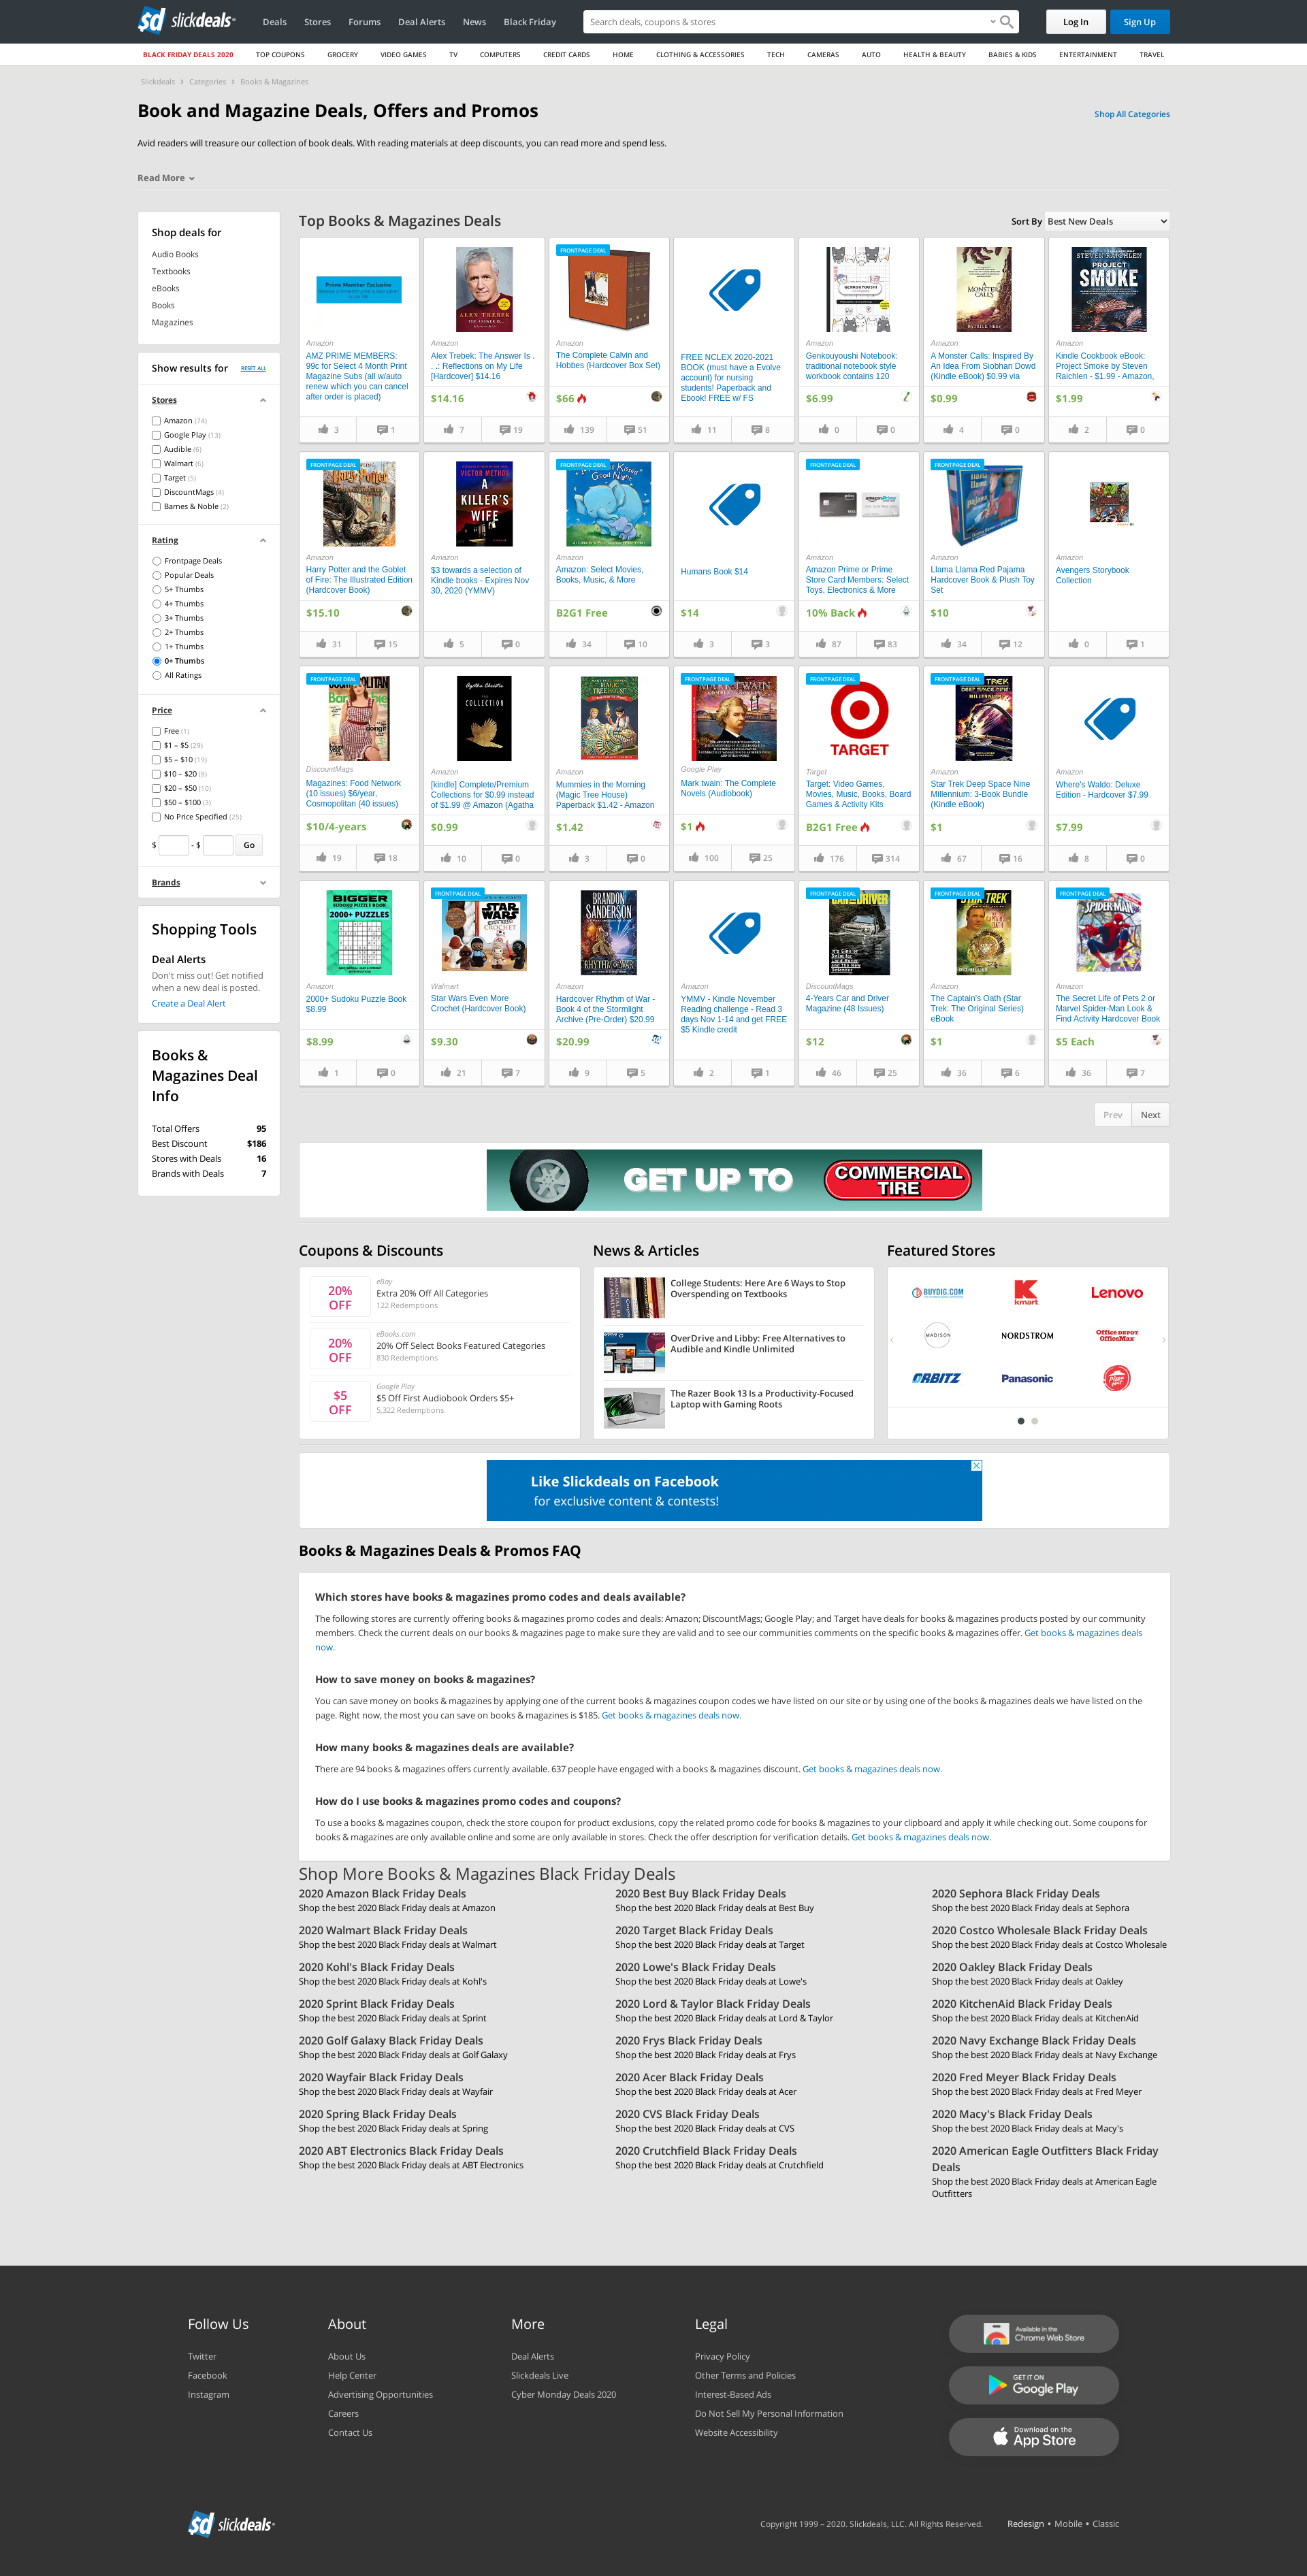 sd slickdeals
Deals Stores Forums Deal Alerts News Black Friday
Search deals, coupons & stores
Log In
Sign Up
BLACK FRIDAY DEALS 2020 TOP COUPONS GROCERY VIDEO GAMES TV COMPUTERS CREDIT CARDS HOME CLOTHING & ACCESSORIES TECH CAMERAS AUTO HEALTH & BEAUTY BABIES & KIDS ENTERTAINMENT TRAVEL
Slickdeals › Categories › Books & Magazines
Book and Magazine Deals, Offers and Promos
Shop All Categories
Avid readers will treasure our collection of book deals. With reading materials at deep discounts, you can read more and spend less.
Read More
Shop deals for
Audio Books
Textbooks
eBooks
Books
Magazines
Show results for RESET ALL
Stores
Amazon (74)
Google Play (13)
Audible (6)
Walmart (6)
Target (5)
DiscountMags (4)
Barnes & Noble (2)
Rating
Frontpage Deals
Popular Deals
5+ Thumbs
4+ Thumbs
3+ Thumbs
2+ Thumbs
1+ Thumbs
0+ Thumbs
All Ratings
Price
Free (1)
$1 – $5 (29)
$5 – $10 (19)
$10 – $20 (8)
$20 – $50 (10)
$50 – $100 (3)
No Price Specified (25)
$ - $ Go
Brands
Shopping Tools
Deal Alerts
Don't miss out! Get notified
when a new deal is posted.
Create a Deal Alert
Books &
Magazines Deal
Info
Total Offers 95
Best Discount $186
Stores with Deals 16
Brands with Deals 7
Top Books & Magazines Deals
Sort By Best New Deals
Prime Member Exclusive
Amazon
AMZ PRIME MEMBERS:
99c for Select 4 Month Print
Magazine Subs (all w/auto
renew which you can cancel
after order is placed)
3 1
ALEX TREBEK
Amazon
Alex Trebek: The Answer Is .
. .: Reflections on My Life
[Hardcover] $14.16
$14.16
7 19
FRONTPAGE DEAL
Amazon
The Complete Calvin and
Hobbes (Hardcover Box Set)
$66
139 51
FREE NCLEX 2020-2021
BOOK (must have a Evolve
account) for nursing
students! Paperback and
Ebook! FREE w/ FS
11 8
GENKOUYOUSHI
Amazon
Genkouyoushi Notebook:
traditional notebook style
workbook contains 120
$6.99
0 0
A MONSTER CALLS
PATRICK NESS
Amazon
A Monster Calls: Inspired By
An Idea From Siobhan Dowd
(Kindle eBook) $0.99 via
$0.99
4 0
STEVEN RAICHLEN
PROJECT
SMOKE
Amazon
Kindle Cookbook eBook:
Project Smoke by Steven
Raichlen - $1.99 - Amazon,
$1.99
2 0
FRONTPAGE DEAL
Harry Potter
Amazon
Harry Potter and the Goblet
of Fire: The Illustrated Edition
(Hardcover Book)
$15.10
31 15
VICTOR METHOS
A
KILLER'S
WIFE
Amazon
$3 towards a selection of
Kindle books - Expires Nov
30, 2020 (YMMV)
5 0
FRONTPAGE DEAL
Good Night
Amazon
Amazon: Select Movies,
Books, Music, & More
B2G1 Free
34 10
Humans Book $14
$14
3 3
FRONTPAGE DEAL
Amazon
Amazon Prime or Prime
Store Card Members: Select
Toys, Electronics & More
10% Back
87 83
FRONTPAGE DEAL
Amazon
Llama Llama Red Pajama
Hardcover Book & Plush Toy
Set
$10
34 12
Amazon
Avengers Storybook
Collection
0 1
FRONTPAGE DEAL
DiscountMags
Magazines: Food Network
(10 issues) $6/year,
Cosmopolitan (40 issues)
$10/4-years
19 18
Agatha Christie
THE
COLLECTION
Amazon
[kindle] Complete/Premium
Collections for $0.99 instead
of $1.99 @ Amazon (Agatha
$0.99
10 0
MAGIC
TREE HOUSE
Amazon
Mummies in the Morning
(Magic Tree House)
Paperback $1.42 - Amazon
$1.42
3 0
FRONTPAGE DEAL
Google Play
Mark twain: The Complete
Novels (Audiobook)
$1
100 25
FRONTPAGE DEAL
TARGET
Target
Target: Video Games,
Movies, Music, Books, Board
Games & Activity Kits
B2G1 Free
176 314
FRONTPAGE DEAL
DEEP SPACE NINE
MILLENNIUM
Amazon
Star Trek Deep Space Nine
Millennium: 3-Book Bundle
(Kindle eBook)
$1
67 16
Amazon
Where's Waldo: Deluxe
Edition - Hardcover $7.99
$7.99
8 0
BIGGER
SUDOKU PUZZLE BOOK
2000+ PUZZLES
Amazon
2000+ Sudoku Puzzle Book
$8.99
$8.99
1 0
FRONTPAGE DEAL
STAR WARS
CROCHET
Walmart
Star Wars Even More
Crochet (Hardcover Book)
$9.30
21 7
BRANDON
SANDERSON
RHYTHM OF WAR
Amazon
Hardcover Rhythm of War -
Book 4 of the Stormlight
Archive (Pre-Order) $20.99
$20.99
9 5
Amazon
YMMV - Kindle November
Reading challenge - Read 3
days Nov 1-14 and get FREE
$5 Kindle credit
2 1
FRONTPAGE DEAL
DiscountMags
4-Years Car and Driver
Magazine (48 Issues)
$12
46 25
FRONTPAGE DEAL
STAR TREK
Amazon
The Captain's Oath (Star
Trek: The Original Series)
eBook
$1
36 6
FRONTPAGE DEAL
SPIDER-MAN
Amazon
The Secret Life of Pets 2 or
Marvel Spider-Man Look &
Find Activity Hardcover Book
$5 Each
36 7
Prev Next
GET UP TO COMMERCIAL TIRE
Coupons & Discounts
20%
OFF
eBay
Extra 20% Off All Categories
122 Redemptions
20%
OFF
eBooks.com
20% Off Select Books Featured Categories
830 Redemptions
$5
OFF
Google Play
$5 Off First Audiobook Orders $5+
5,322 Redemptions
News & Articles
College Students: Here Are 6 Ways to Stop
Overspending on Textbooks
OverDrive and Libby: Free Alternatives to
Audible and Kindle Unlimited
The Razer Book 13 Is a Productivity-Focused
Laptop with Gaming Roots
Featured Stores
BUYDIG.COM
kmart
Lenovo
MADISON
NORDSTROM
Office DEPOT
OfficeMax
ORBITZ
Panasonic
Like Slickdeals on Facebook
for exclusive content & contests!
Books & Magazines Deals & Promos FAQ
Which stores have books & magazines promo codes and deals available?
The following stores are currently offering books & magazines promo codes and deals: Amazon; DiscountMags; Google Play; and Target have deals for books & magazines products posted by our community
members. Check the current deals on our books & magazines page to make sure they are valid and to see our communities comments on the specific books & magazines offer. Get books & magazines deals
now.
How to save money on books & magazines?
You can save money on books & magazines by applying one of the current books & magazines coupon codes we have listed on our site or by using one of the books & magazines deals we have listed on the
page. Right now, the most you can save on books & magazines is $185. Get books & magazines deals now.
How many books & magazines deals are available?
There are 94 books & magazines offers currently available. 637 people have engaged with a books & magazines discount. Get books & magazines deals now.
How do I use books & magazines promo codes and coupons?
To use a books & magazines coupon, check the store coupon for product exclusions, copy the related promo code for books & magazines to your clipboard and apply it while checking out. Some coupons for
books & magazines are only available online and some are only available in stores. Check the offer description for verification details. Get books & magazines deals now.
Shop More Books & Magazines Black Friday Deals
2020 Amazon Black Friday Deals
Shop the best 2020 Black Friday deals at Amazon
2020 Walmart Black Friday Deals
Shop the best 2020 Black Friday deals at Walmart
2020 Kohl's Black Friday Deals
Shop the best 2020 Black Friday deals at Kohl's
2020 Sprint Black Friday Deals
Shop the best 2020 Black Friday deals at Sprint
2020 Golf Galaxy Black Friday Deals
Shop the best 2020 Black Friday deals at Golf Galaxy
2020 Wayfair Black Friday Deals
Shop the best 2020 Black Friday deals at Wayfair
2020 Spring Black Friday Deals
Shop the best 2020 Black Friday deals at Spring
2020 ABT Electronics Black Friday Deals
Shop the best 2020 Black Friday deals at ABT Electronics
2020 Best Buy Black Friday Deals
Shop the best 2020 Black Friday deals at Best Buy
2020 Target Black Friday Deals
Shop the best 2020 Black Friday deals at Target
2020 Lowe's Black Friday Deals
Shop the best 2020 Black Friday deals at Lowe's
2020 Lord & Taylor Black Friday Deals
Shop the best 2020 Black Friday deals at Lord & Taylor
2020 Frys Black Friday Deals
Shop the best 2020 Black Friday deals at Frys
2020 Acer Black Friday Deals
Shop the best 2020 Black Friday deals at Acer
2020 CVS Black Friday Deals
Shop the best 2020 Black Friday deals at CVS
2020 Crutchfield Black Friday Deals
Shop the best 2020 Black Friday deals at Crutchfield
2020 Sephora Black Friday Deals
Shop the best 2020 Black Friday deals at Sephora
2020 Costco Wholesale Black Friday Deals
Shop the best 2020 Black Friday deals at Costco Wholesale
2020 Oakley Black Friday Deals
Shop the best 2020 Black Friday deals at Oakley
2020 KitchenAid Black Friday Deals
Shop the best 2020 Black Friday deals at KitchenAid
2020 Navy Exchange Black Friday Deals
Shop the best 2020 Black Friday deals at Navy Exchange
2020 Fred Meyer Black Friday Deals
Shop the best 2020 Black Friday deals at Fred Meyer
2020 Macy's Black Friday Deals
Shop the best 2020 Black Friday deals at Macy's
2020 American Eagle Outfitters Black Friday
Deals
Shop the best 2020 Black Friday deals at American Eagle
Outfitters
Follow Us
Twitter
Facebook
Instagram
About
About Us
Help Center
Advertising Opportunities
Careers
Contact Us
More
Deal Alerts
Slickdeals Live
Cyber Monday Deals 2020
Legal
Privacy Policy
Other Terms and Policies
Interest-Based Ads
Do Not Sell My Personal Information
Website Accessibility
Available in the
Chrome Web Store
GET IT ON
Google Play
Download on the
App Store
sd slickdeals
Copyright 1999 – 2020. Slickdeals, LLC. All Rights Reserved.
Redesign • Mobile • Classic